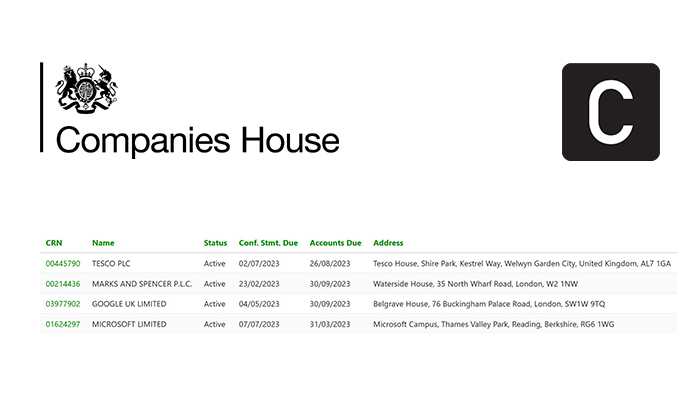 Companies House
C
CRN Name Status Conf. Stmt. Due Accounts Due Address
00445790 TESCO PLC Active 02/07/2023 26/08/2023 Tesco House, Shire Park, Kestrel Way, Welwyn Garden City, United Kingdom, AL7 1GA
00214436 MARKS AND SPENCER P.L.C. Active 23/02/2023 30/09/2023 Waterside House, 35 North Wharf Road, London, W2 1NW
03977902 GOOGLE UK LIMITED Active 04/05/2023 30/09/2023 Belgrave House, 76 Buckingham Palace Road, London, SW1W 9TQ
01624297 MICROSOFT LIMITED Active 07/07/2023 31/03/2023 Microsoft Campus, Thames Valley Park, Reading, Berkshire, RG6 1WG